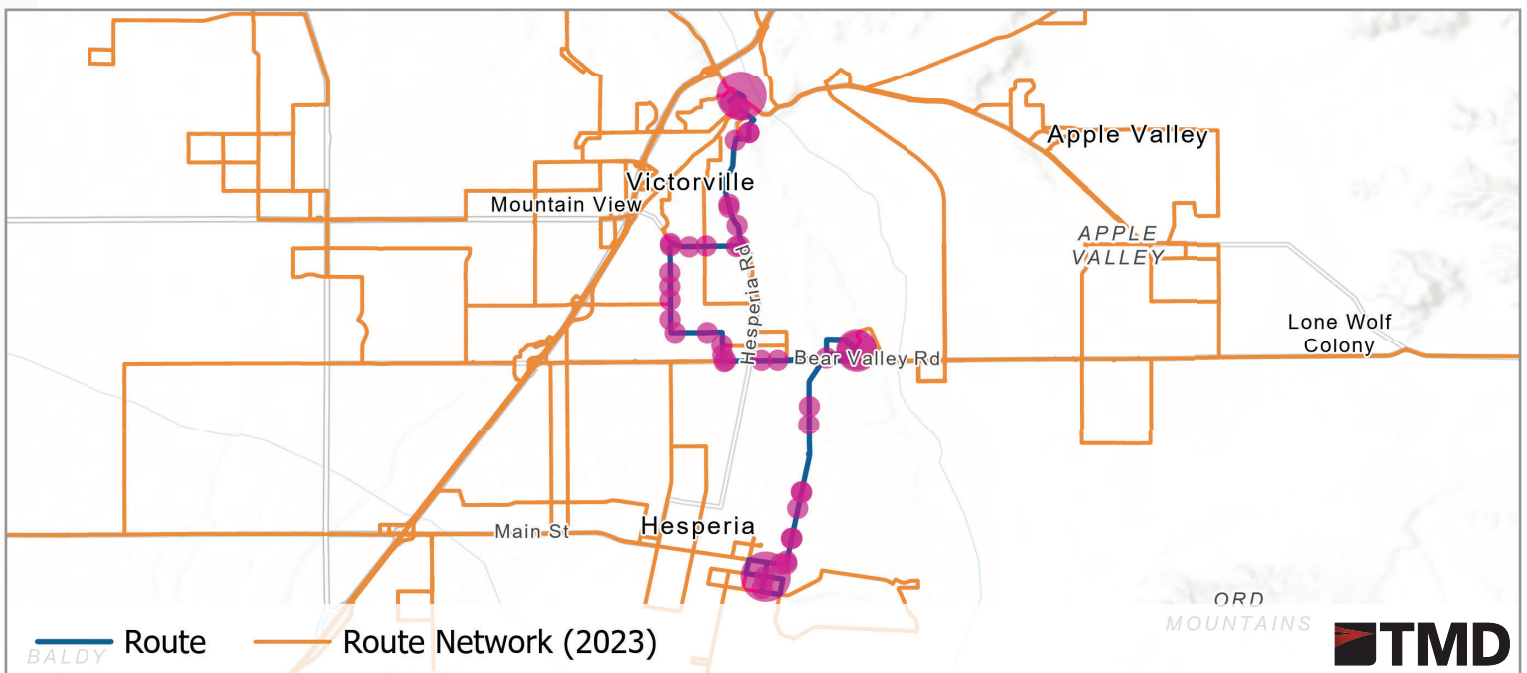 Apple Valley
Victorville
Mountain View
APPLE
VALLEY
Hesperia Rd
Lone Wolf
Colony
Bear Valley Rd
Hesperia
Main St
ORD
MOUNTAINS
Route
Route Network (2023)
BALDY
TMD